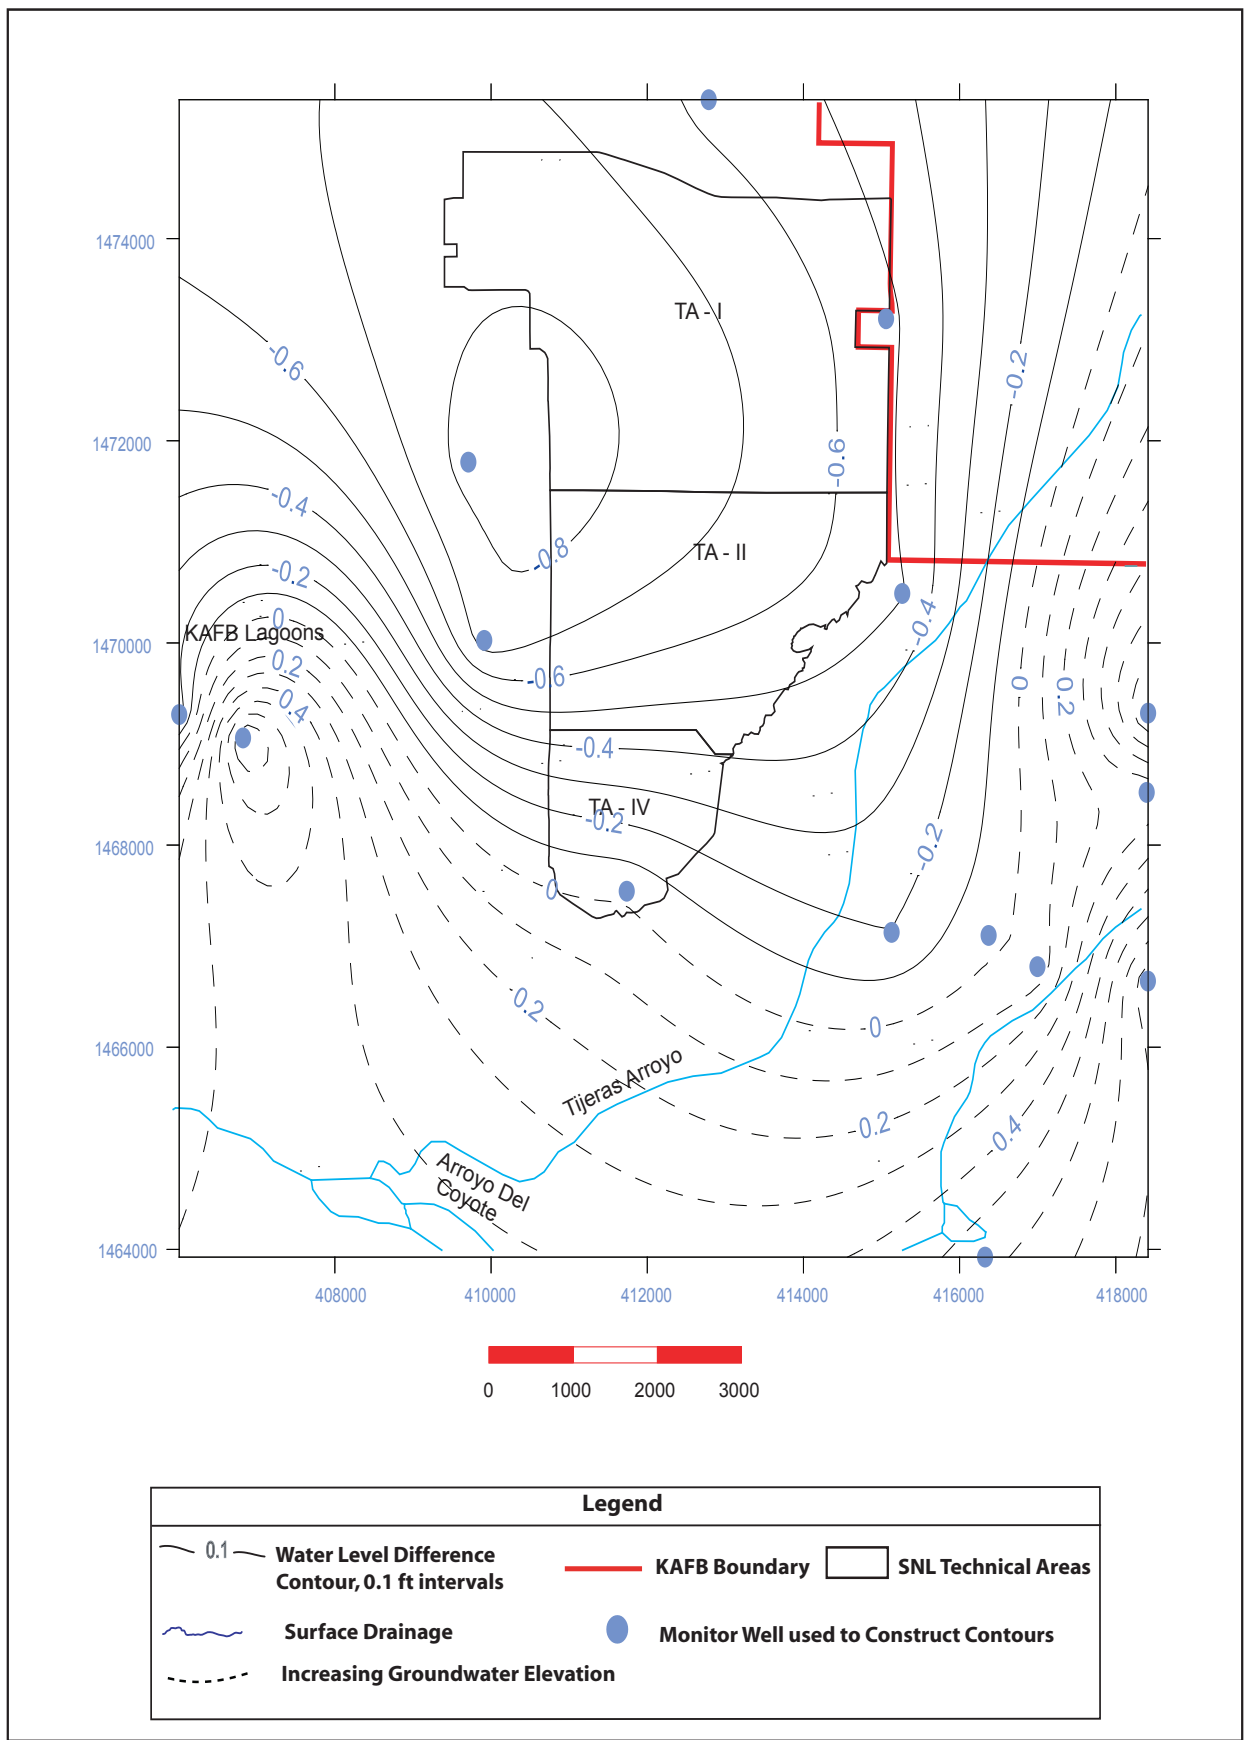 1474000
1472000
1470000
1468000
1466000
1464000
408000
410000
412000
414000
416000
418000
TA - I
-0.6
-0.2
-0.6
-0.4
-0.8
TA - II
-0.2
0
KAFB Lagoons
0.2
0.4
-0.6
-0.4
0
0.2
-0.4
TA - IV
-0.2
-0.2
0
0.2
0
Tijeras Arroyo
0.2
0.4
Arroyo Del
Coyote
0
1000
2000
3000
Legend
0.1
Water Level Difference
Contour, 0.1 ft intervals
KAFB Boundary
SNL Technical Areas
Surface Drainage
Monitor Well used to Construct Contours
Increasing Groundwater Elevation